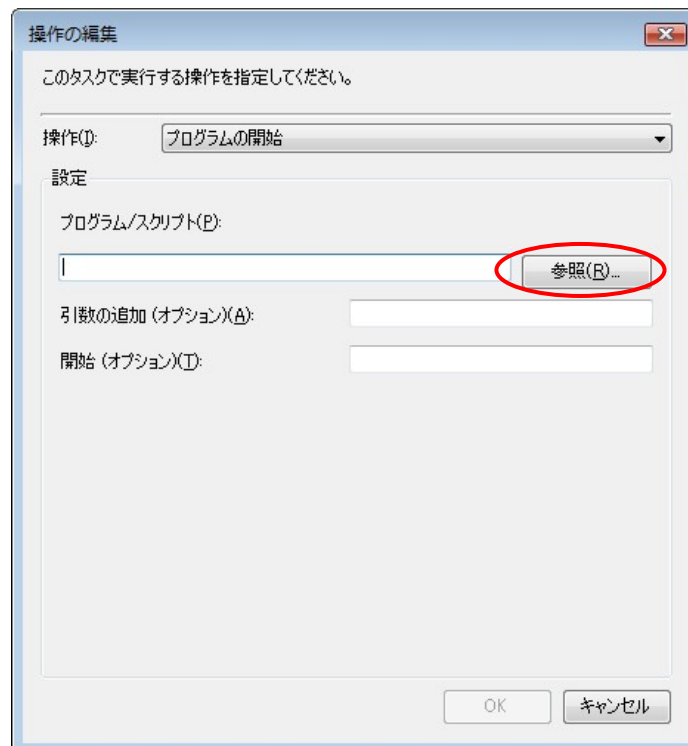 操作の編集
このタスクで実行する操作を指定してください。
操作(I): プログラムの開始
設定
プログラム/スクリプト(P):
参照(R)...
引数の追加 (オプション)(A):
開始 (オプション)(T):
OK キャンセル